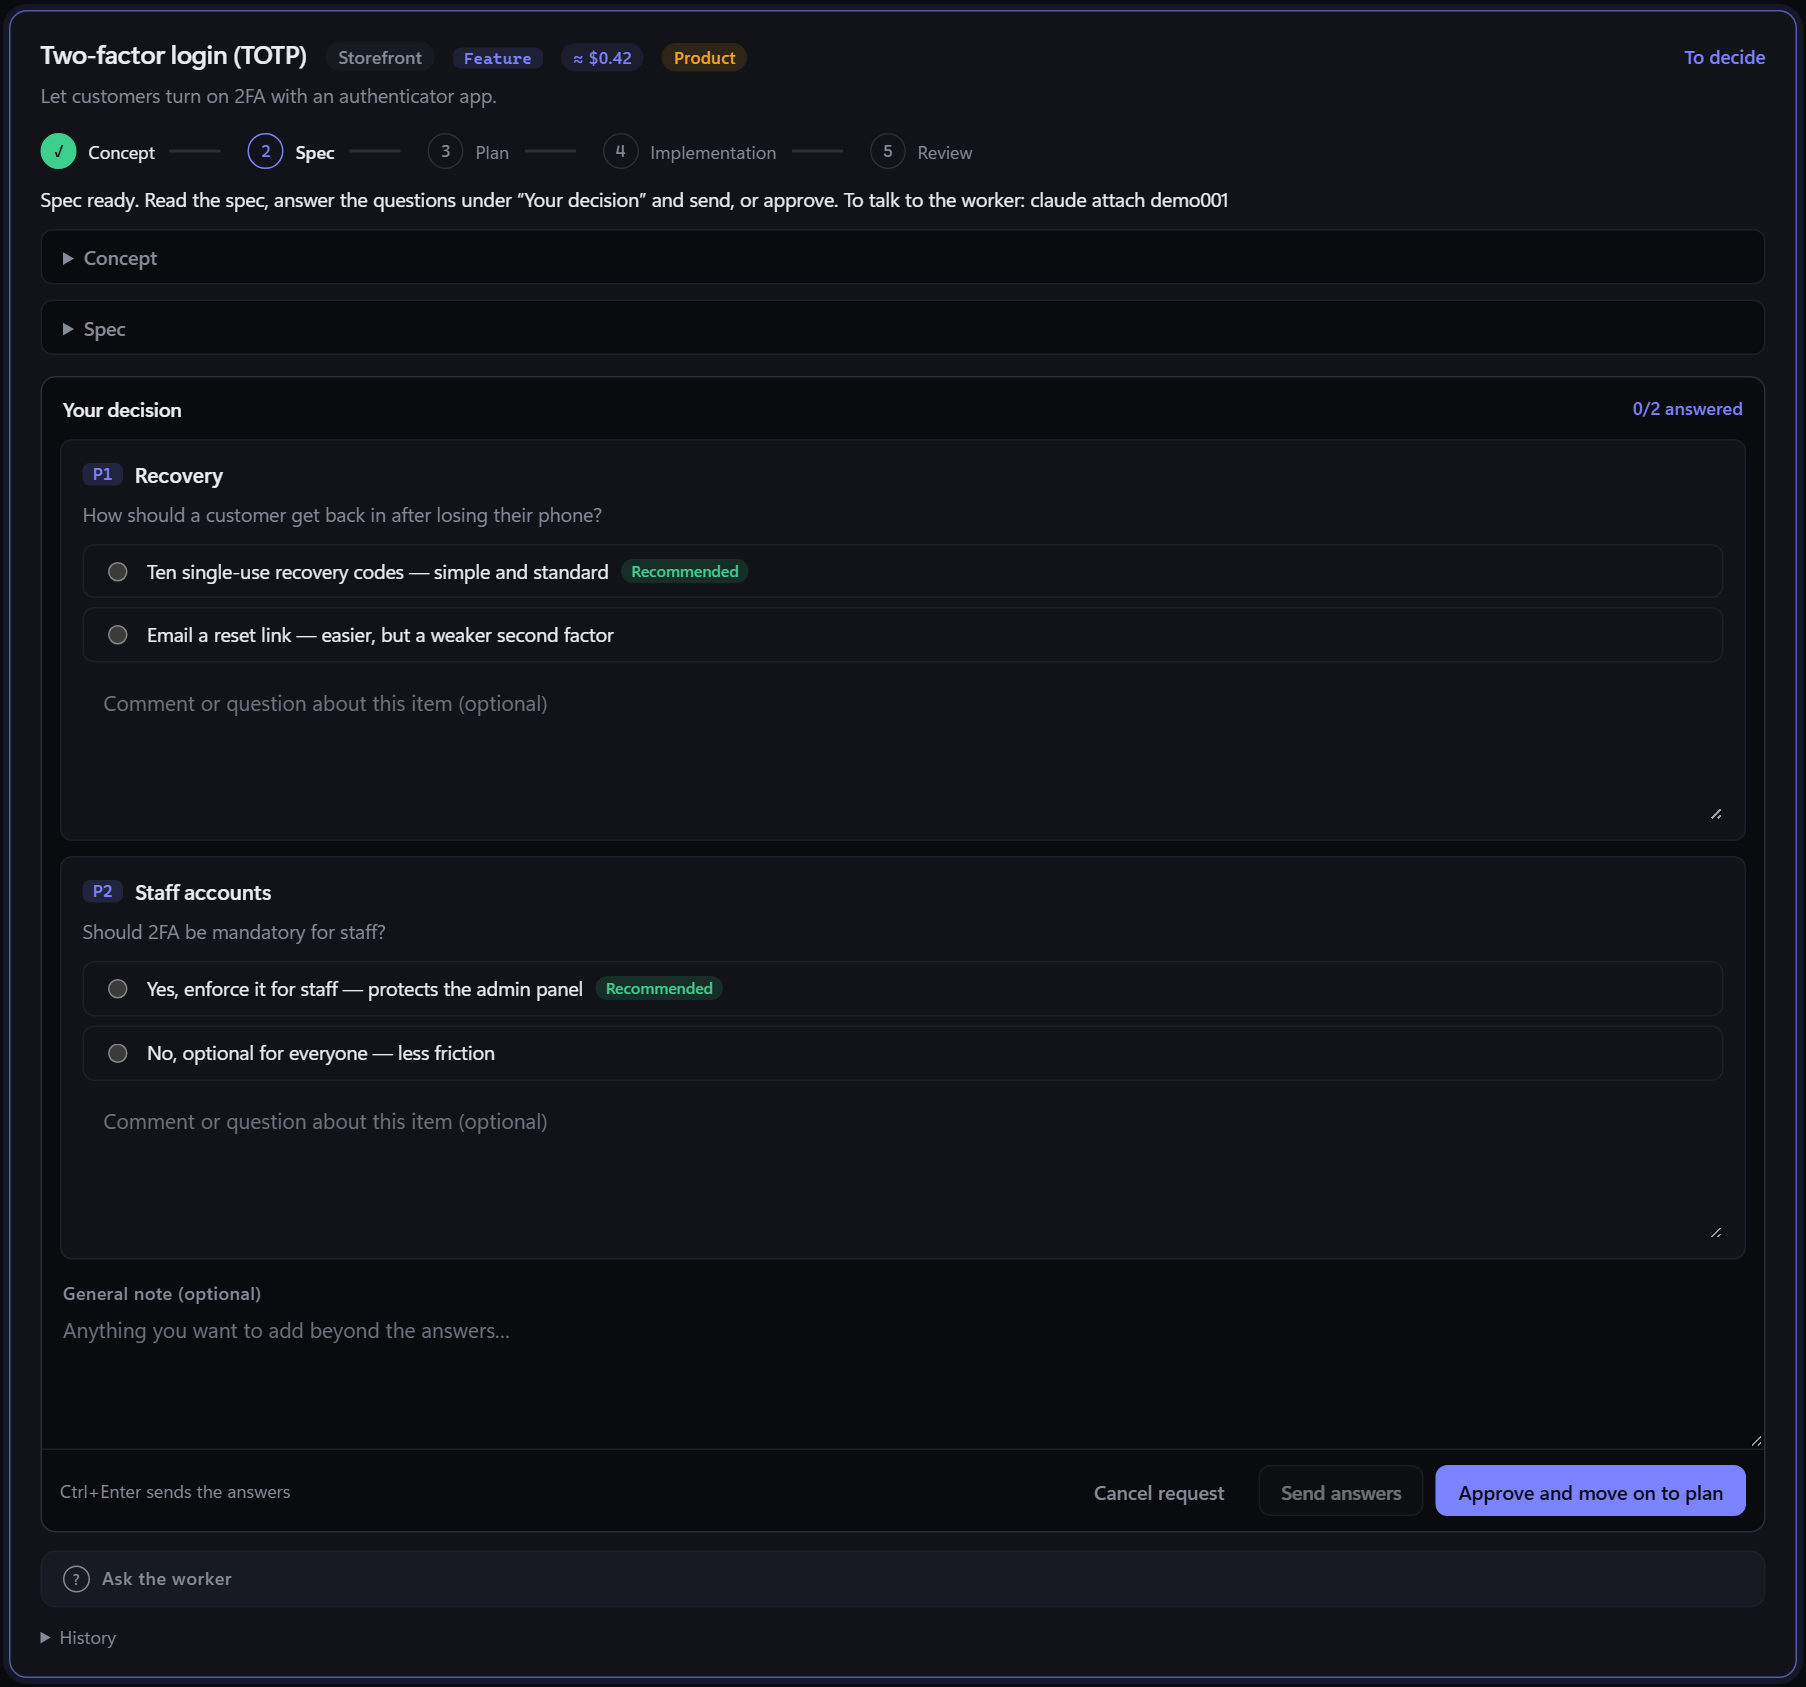 Two-factor login (TOTP) Storefront Feature ≈ $0.42 Product To decide
Let customers turn on 2FA with an authenticator app.
✓ Concept 2 Spec 3 Plan 4 Implementation 5 Review
Spec ready. Read the spec, answer the questions under “Your decision” and send, or approve. To talk to the worker: claude attach demo001
▶ Concept
▶ Spec
Your decision 0/2 answered
P1 Recovery
How should a customer get back in after losing their phone?
Ten single-use recovery codes — simple and standard Recommended
Email a reset link — easier, but a weaker second factor
Comment or question about this item (optional)
P2 Staff accounts
Should 2FA be mandatory for staff?
Yes, enforce it for staff — protects the admin panel Recommended
No, optional for everyone — less friction
Comment or question about this item (optional)
General note (optional)
Anything you want to add beyond the answers...
Ctrl+Enter sends the answers Cancel request Send answers Approve and move on to plan
? Ask the worker
▶ History